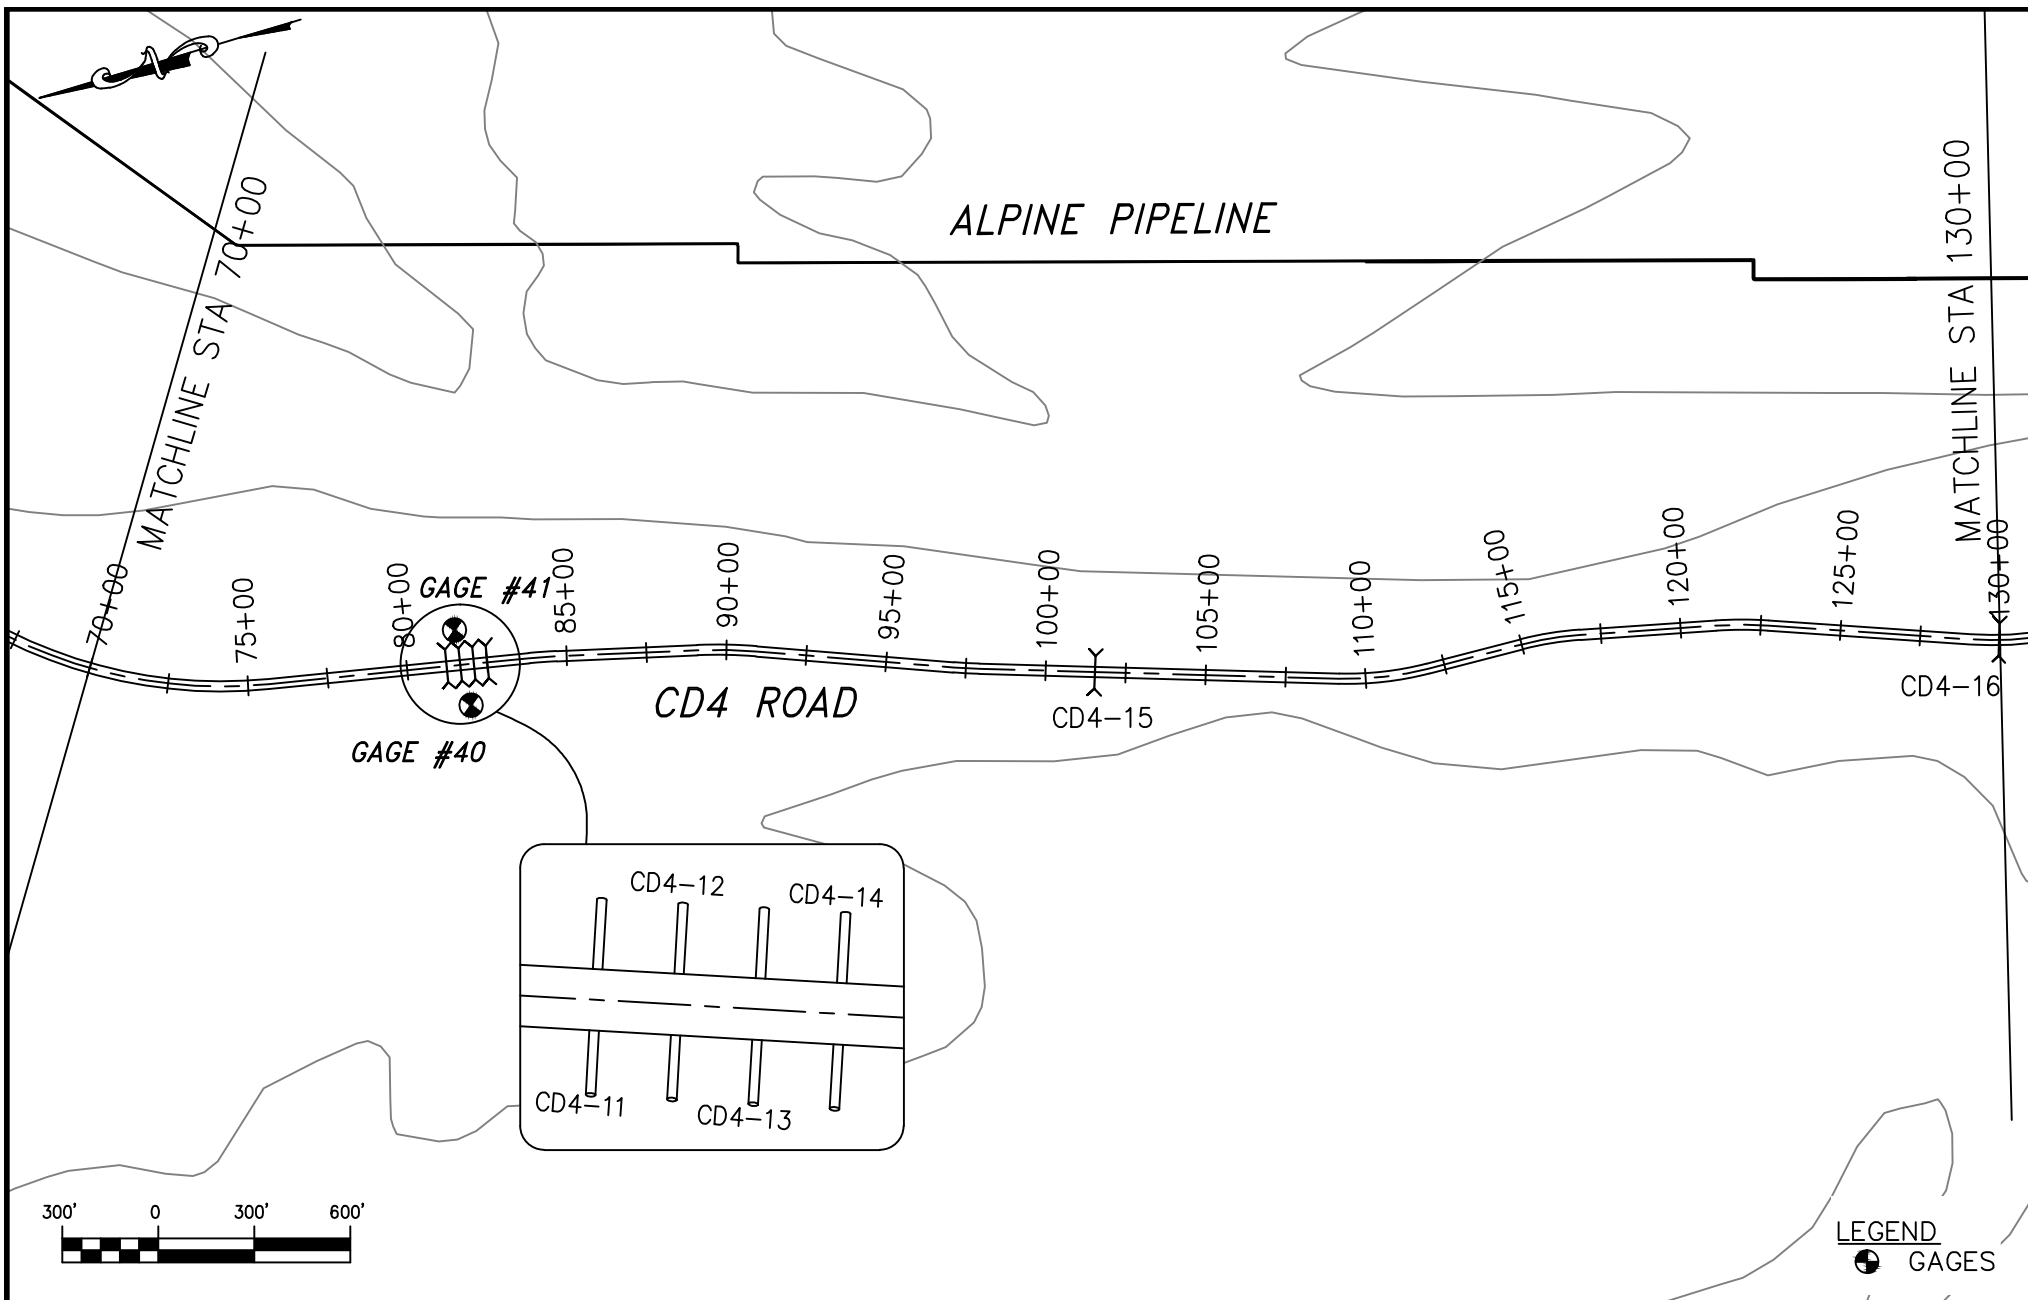 N
ALPINE PIPELINE
MATCHLINE STA 70+00
MATCHLINE STA 130+00
70+00
75+00
80+00
85+00
90+00
95+00
100+00
105+00
110+00
115+00
120+00
125+00
130+00
GAGE #41
GAGE #40
CD4 ROAD
CD4-15
CD4-16
CD4-12
CD4-14
CD4-11
CD4-13
300' 0 300' 600'
LEGEND
GAGES